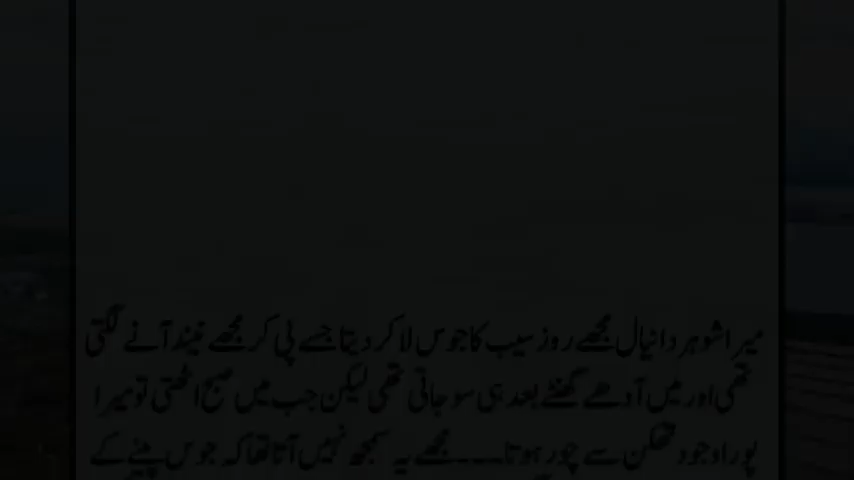 میرا شوہر دانیال مجھے روز سیب کا جوس لا کر دیتا جسے پی کر مجھے نیند آنے لگتی
تھی اور میں آدھے گھنٹے بعد ہی سو جاتی تھی لیکن جب میں صبح اٹھتی تو میرا
پورا وجود تھکن سے چور ہوتا۔۔۔۔ مجھے یہ سمجھ نہیں آتا تھا کہ جوس پینے کے